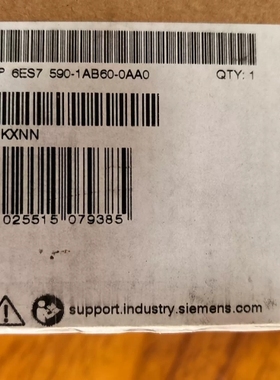 P 6ES7 590-1AB60-0AA0 QTY: 1
KXNN
025515 079385
support.industry.siemens.com